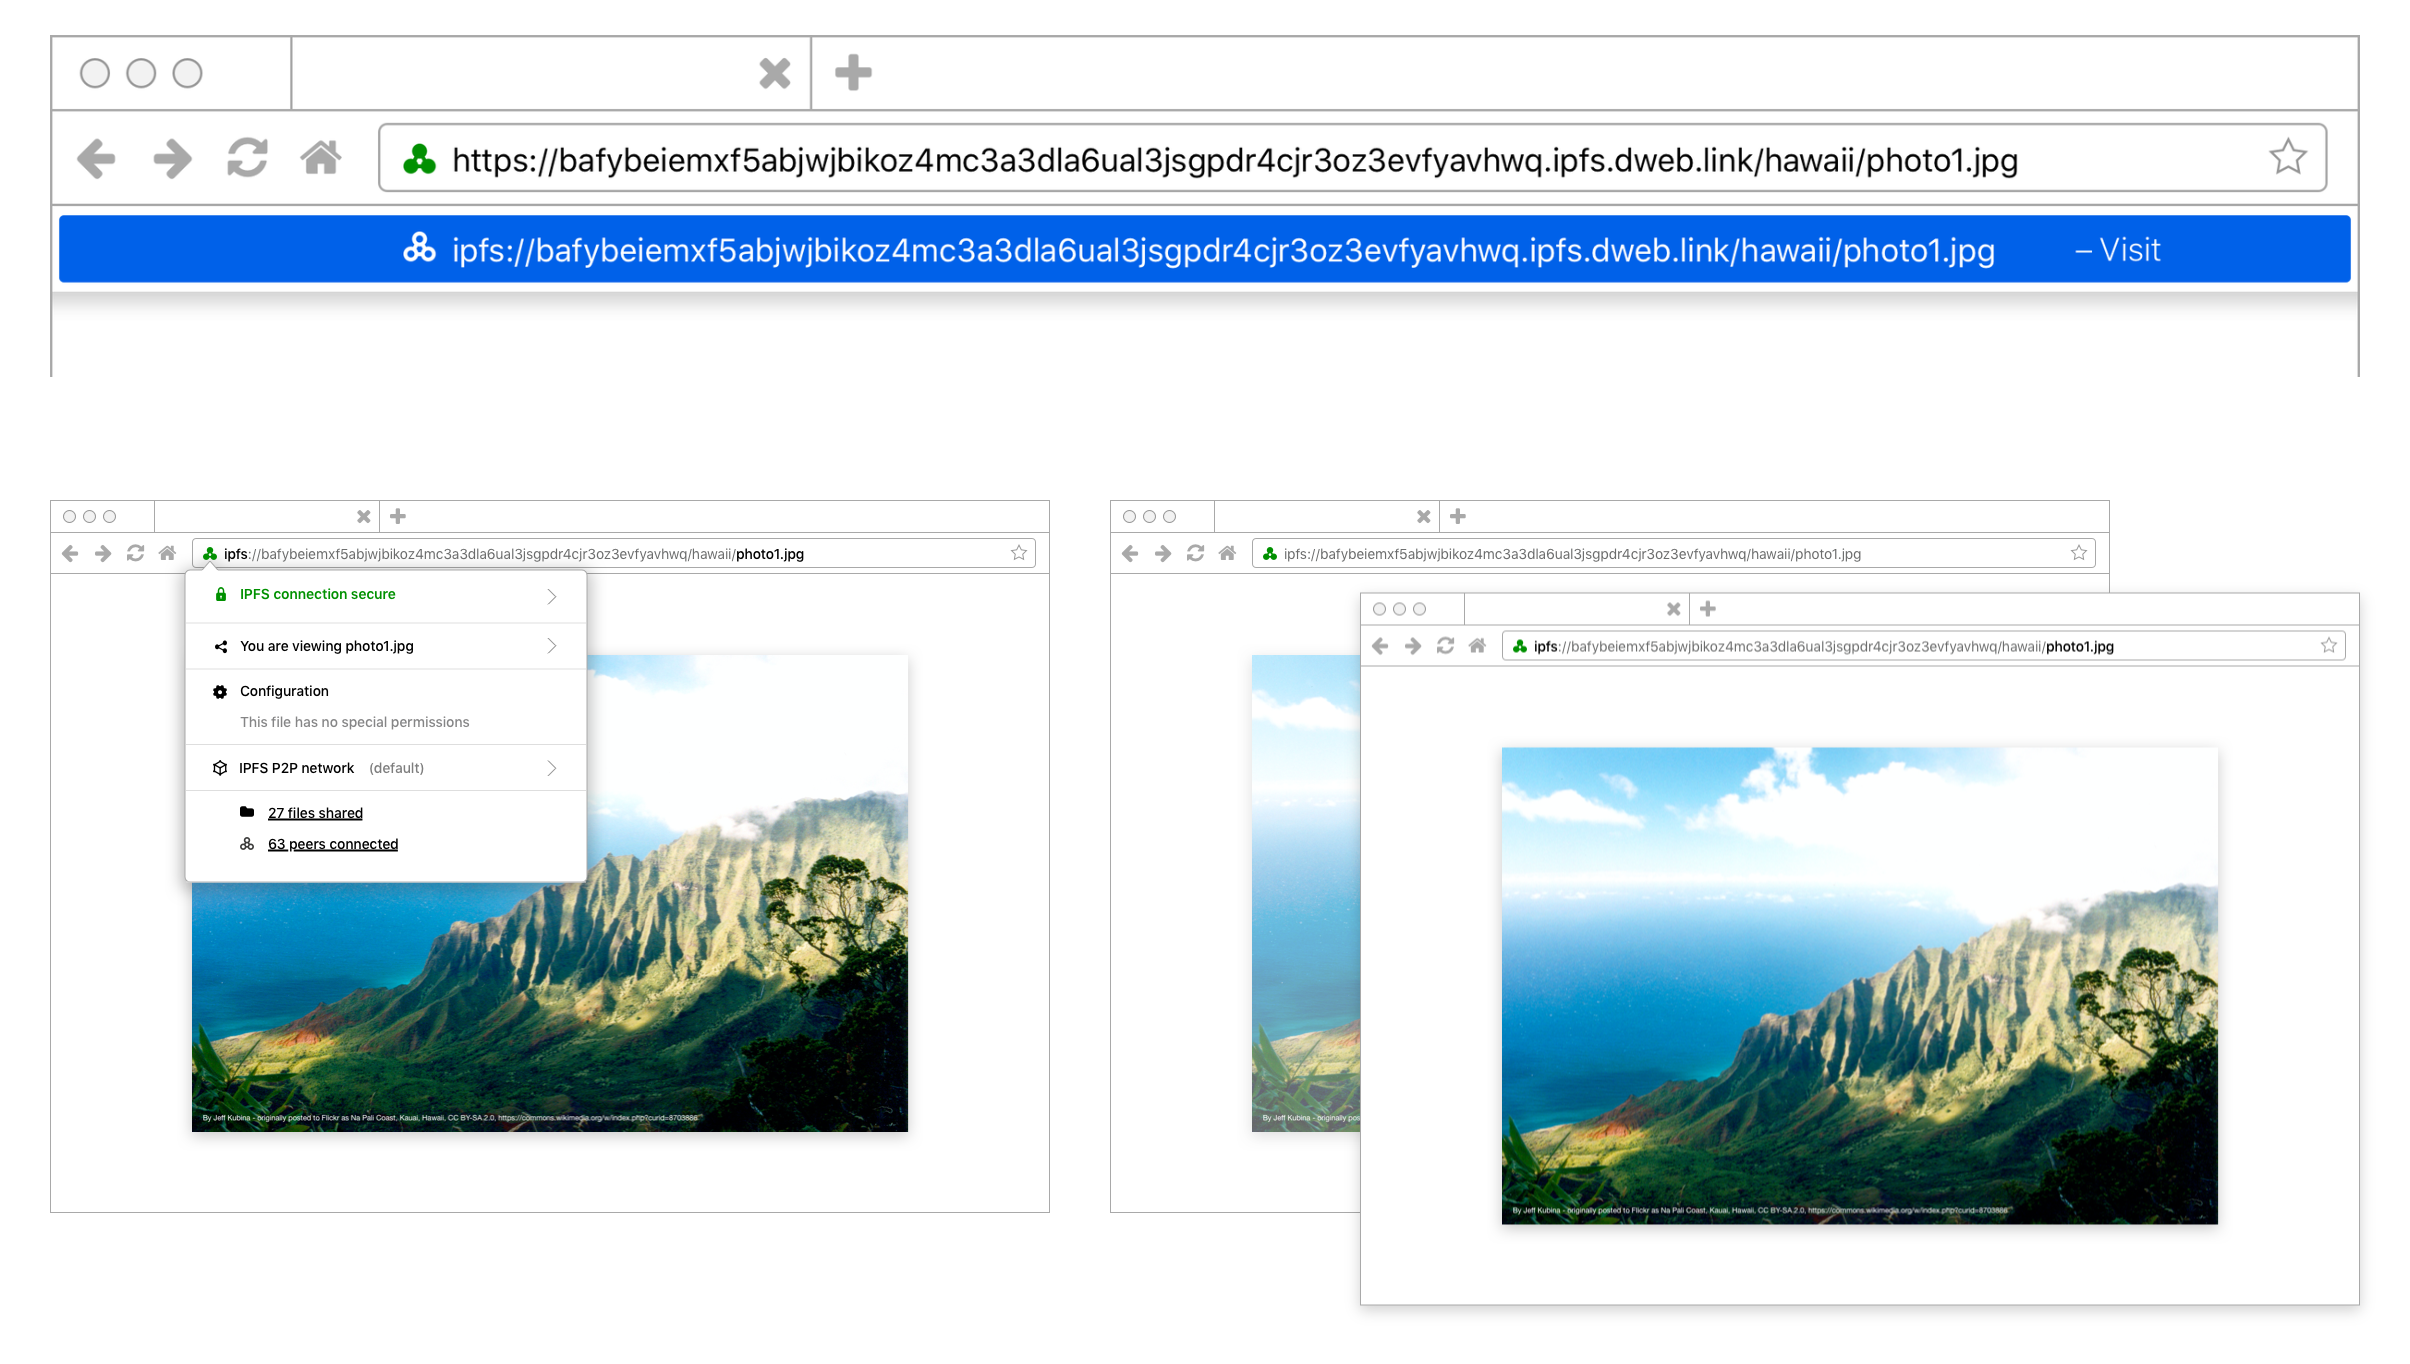 https://bafybeiemxf5abjwjbikoz4mc3a3dla6ual3jsgpdr4cjr3oz3evfyavhwq.ipfs.dweb.link/hawaii/photo1.jpg
ipfs://bafybeiemxf5abjwjbikoz4mc3a3dla6ual3jsgpdr4cjr3oz3evfyavhwq.ipfs.dweb.link/hawaii/photo1.jpg – Visit
ipfs://bafybeiemxf5abjwjbikoz4mc3a3dla6ual3jsgpdr4cjr3oz3evfyavhwq/hawaii/photo1.jpg
IPFS connection secure
You are viewing photo1.jpg
Configuration
This file has no special permissions
IPFS P2P network (default)
27 files shared
63 peers connected
By Jeff Kubina - originally posted to Flickr as Na Pali Coast, Kauai, Hawaii, CC BY-SA 2.0, https://commons.wikimedia.org/w/index.php?curid=8703886
ipfs://bafybeiemxf5abjwjbikoz4mc3a3dla6ual3jsgpdr4cjr3oz3evfyavhwq/hawaii/photo1.jpg
By Jeff Kubina - originally pos
ipfs://bafybeiemxf5abjwjbikoz4mc3a3dla6ual3jsgpdr4cjr3oz3evfyavhwq/hawaii/photo1.jpg
By Jeff Kubina - originally posted to Flickr as Na Pali Coast, Kauai, Hawaii, CC BY-SA 2.0, https://commons.wikimedia.org/w/index.php?curid=8703886